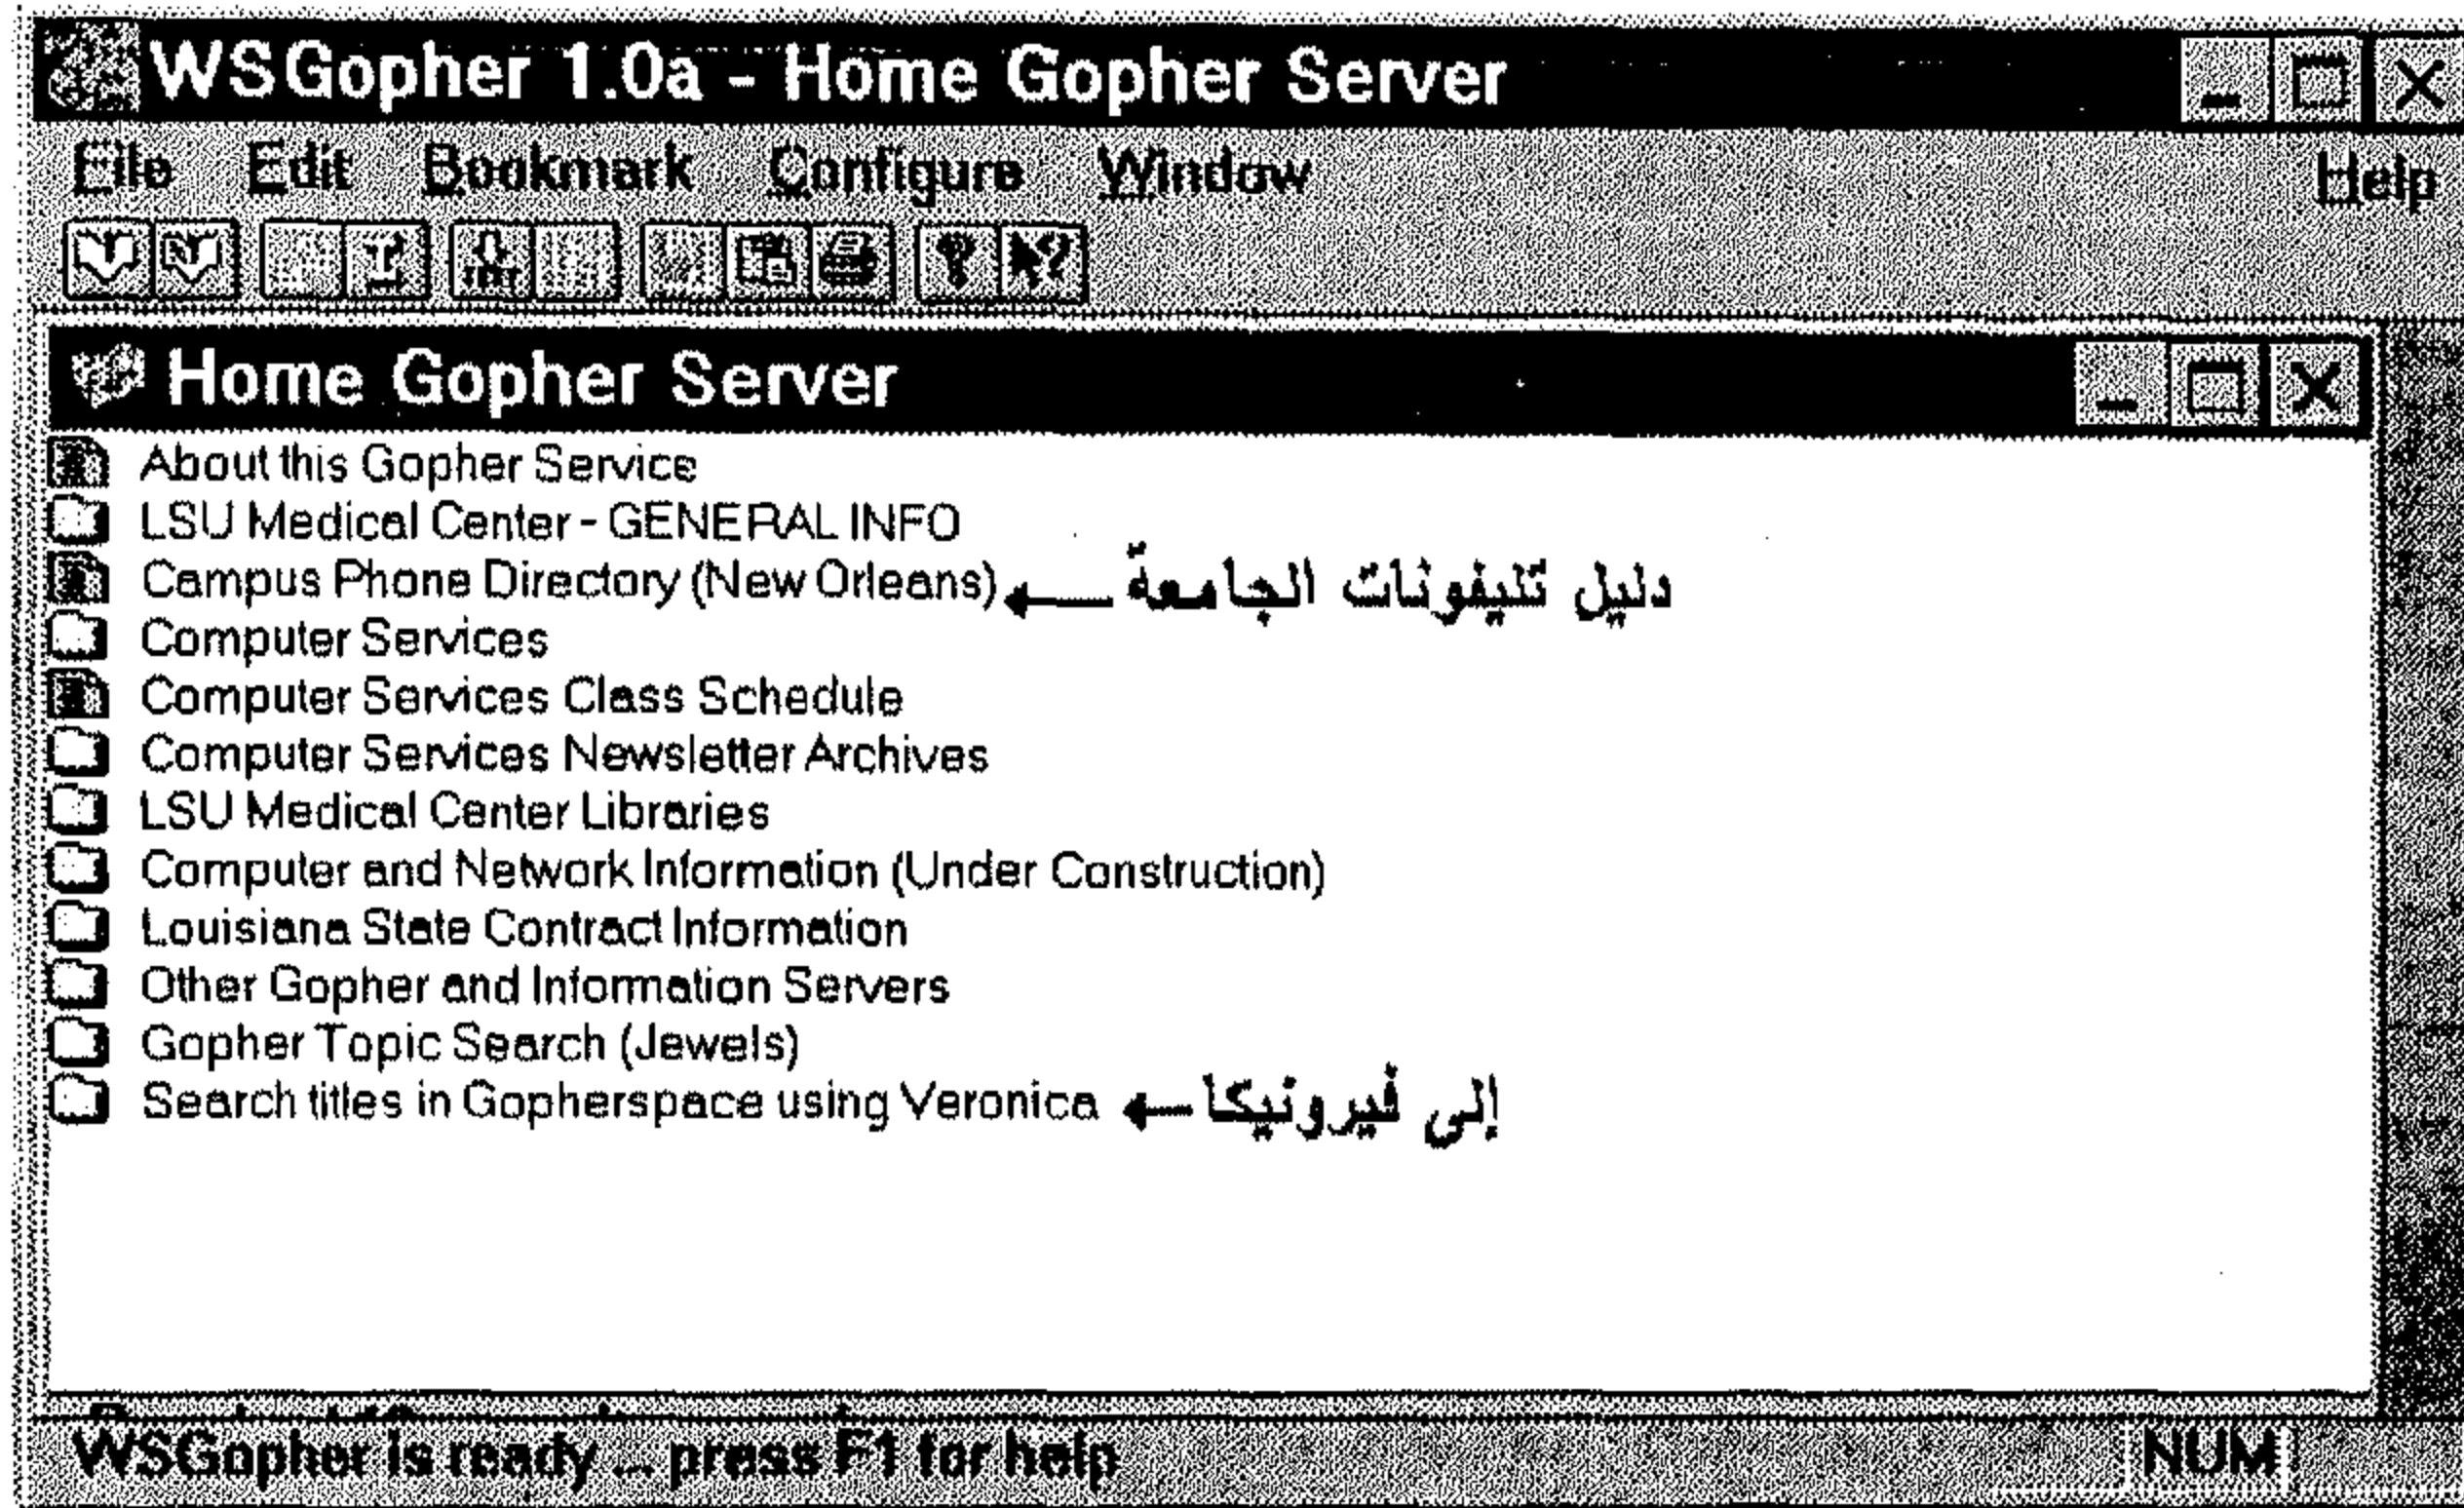 WSGopher 1.0a - Home Gopher Server
File Edit Bookmark Configure Window Help
Home Gopher Server
About this Gopher Service
LSU Medical Center - GENERAL INFO
Campus Phone Directory (New Orleans) دليل تليفونات الجامعة
Computer Services
Computer Services Class Schedule
Computer Services Newsletter Archives
LSU Medical Center Libraries
Computer and Network Information (Under Construction)
Louisiana State Contract Information
Other Gopher and Information Servers
Gopher Topic Search (Jewels)
Search titles in Gopherspace using Veronica إلى فيرونيكا
WSGopher is ready ... press F1 for help NUM